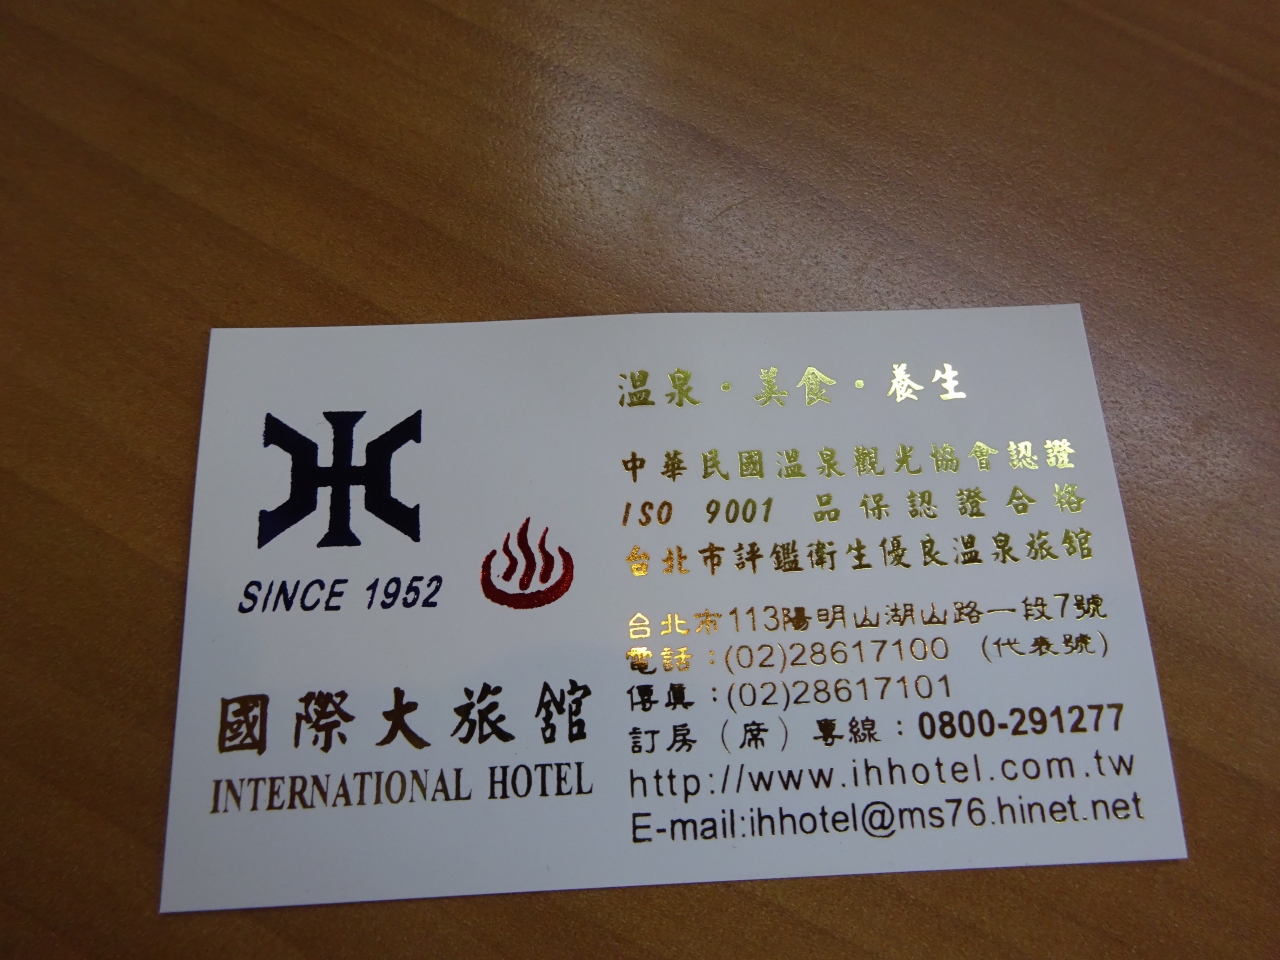 SINCE 1952
國際大旅館
INTERNATIONAL HOTEL
溫泉·美食·養生
中華民國溫泉觀光協會認證
ISO 9001 品保認證合格
台北市評鑑衛生優良溫泉旅館
台北市113陽明山湖山路一段7號
電話：(02)28617100 (代表號)
傳眞：(02)28617101
訂房（席）專線：0800-291277
http://www.ihhotel.com.tw
E-mail:ihhotel@ms76.hinet.net